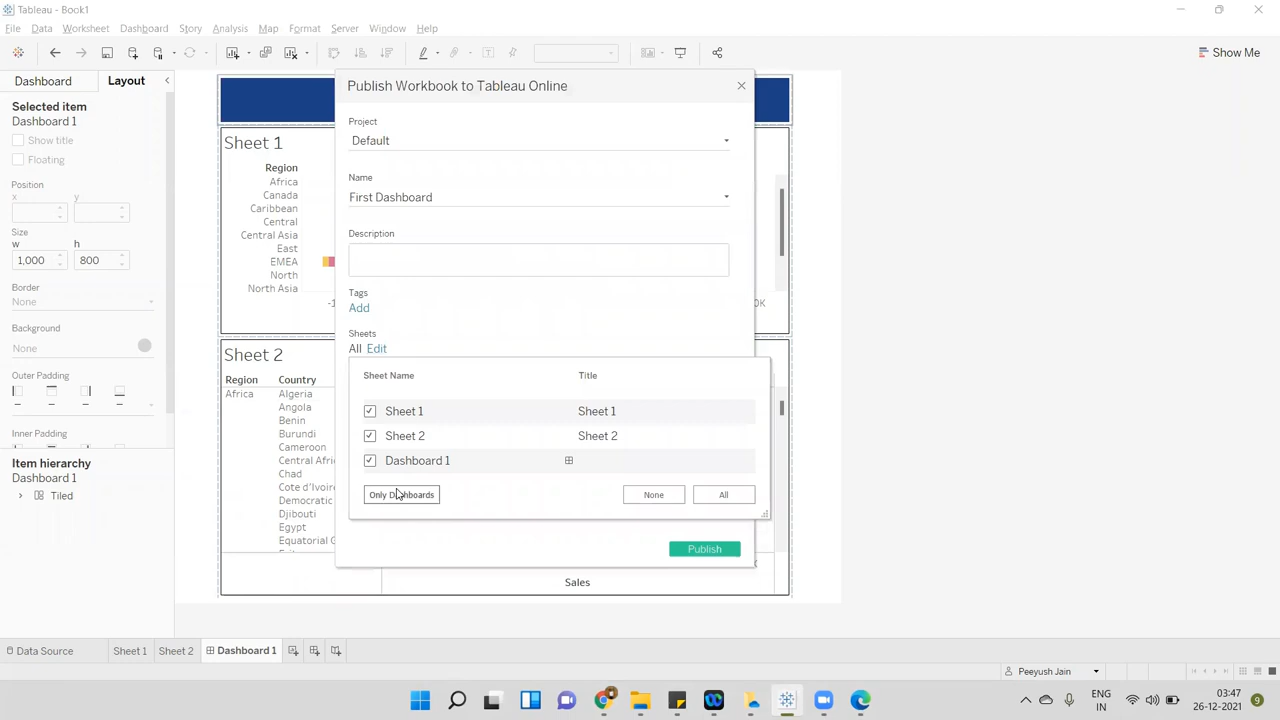 Tableau - Book1
File Data Worksheet Dashboard Story Analysis Map Format Server Window Help
Show Me
Dashboard Layout
Selected item
Dashboard 1
Show title
Floating
Position
x y
Size
w h
1,000 800
Border
None
Background
None
Outer Padding
Inner Padding
Item hierarchy
Dashboard 1
Tiled
Sheet 1
Region
Africa
Canada
Caribbean
Central
Central Asia
East
EMEA
North
North Asia
Sheet 2
Region Country
Africa Algeria
Angola
Benin
Burundi
Cameroon
Central Afri
Chad
Cote d'Ivoire
Democratic
Djibouti
Egypt
Equatorial G
Sales
Publish Workbook to Tableau Online
Project
Default
Name
First Dashboard
Description
Tags
Add
Sheets
All Edit
Sheet Name Title
Sheet 1 Sheet 1
Sheet 2 Sheet 2
Dashboard 1
Only Dashboards None All
Publish
Data Source Sheet 1 Sheet 2 Dashboard 1
Peeyush Jain
ENG
IN
03:47
26-12-2021
9